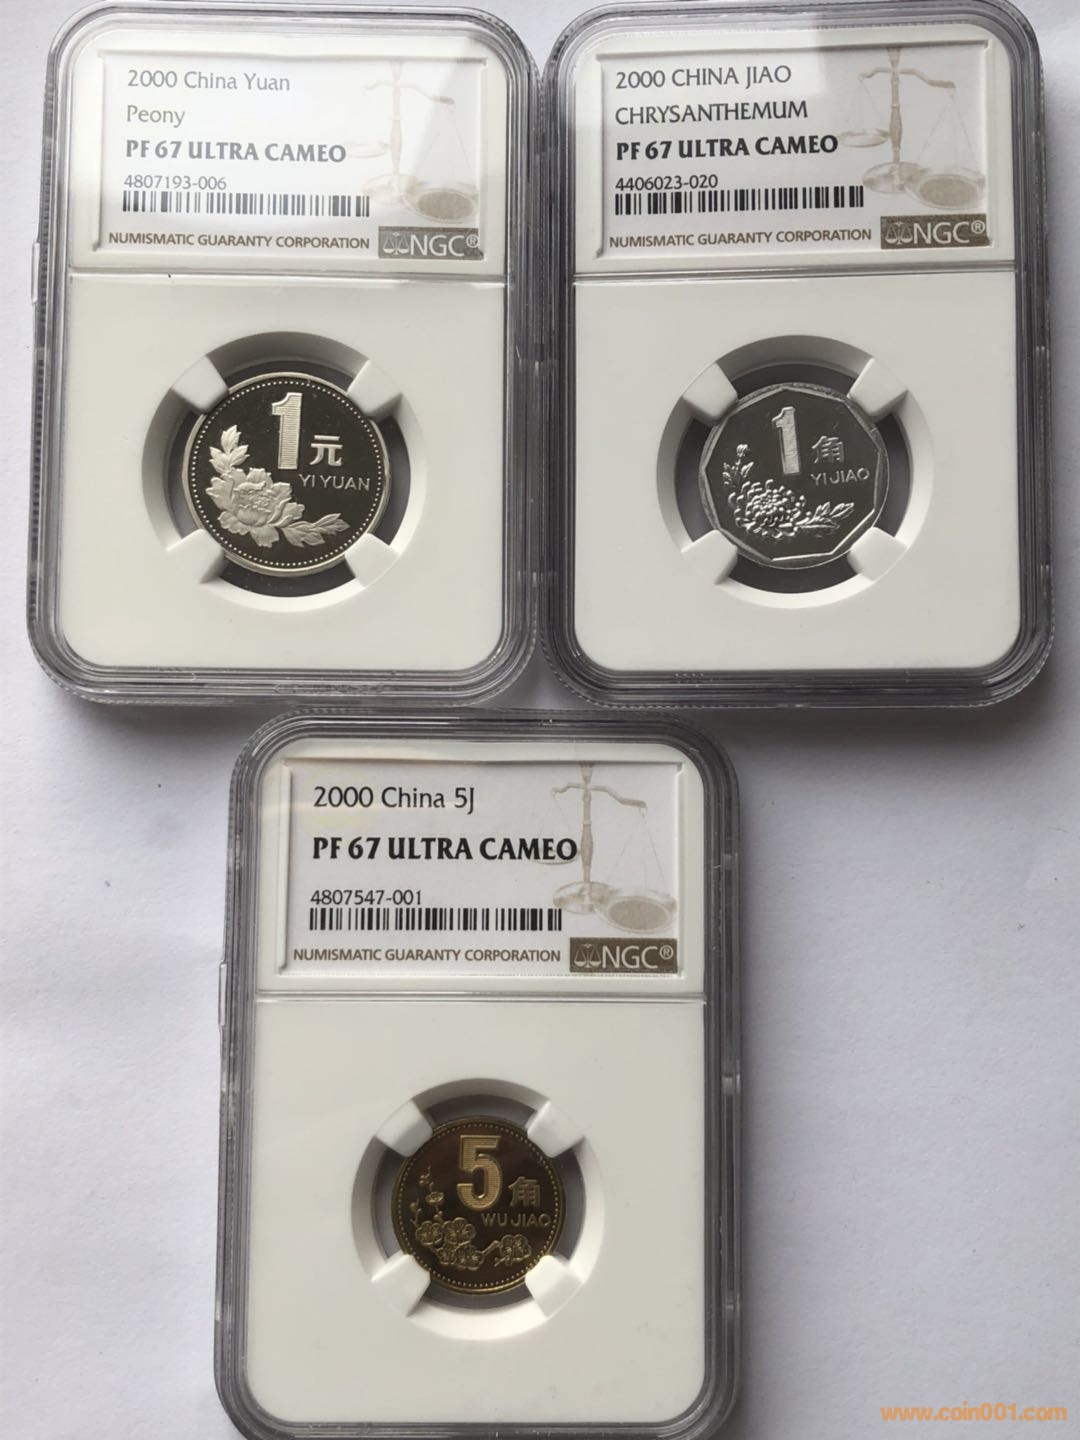 2000 China Yuan
Peony
PF 67 ULTRA CAMEO
4807193-006
NUMISMATIC GUARANTY CORPORATION NGC®
1元
YI YUAN
2000 CHINA JIAO
CHRYSANTHEMUM
PF 67 ULTRA CAMEO
4406023-020
NUMISMATIC GUARANTY CORPORATION NGC®
1角
YI JIAO
2000 China 5J
PF 67 ULTRA CAMEO
4807547-001
NUMISMATIC GUARANTY CORPORATION NGC®
5角
WU JIAO
www.coin001.com